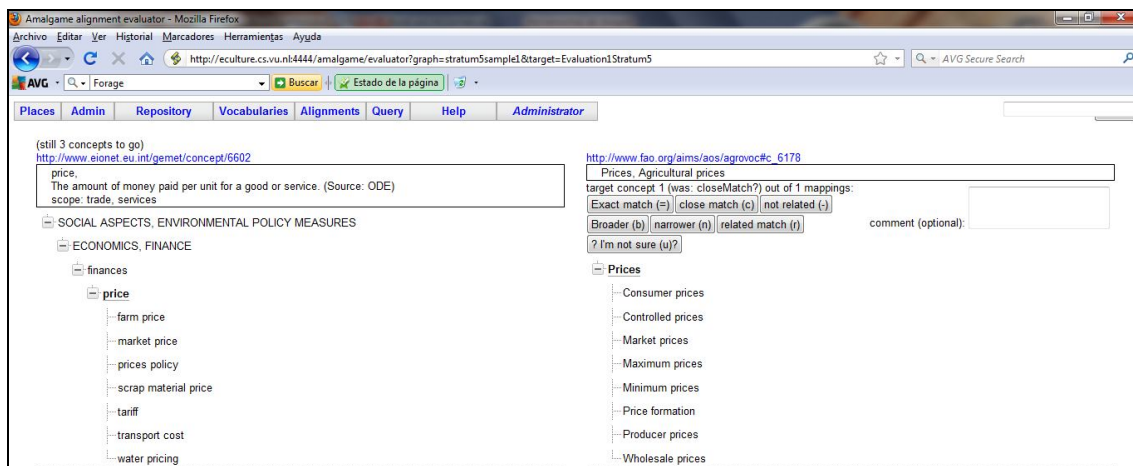 Amalgame alignment evaluator - Mozilla Firefox
Archivo Editar Ver Historial Marcadores Herramientas Ayuda
http://eculture.cs.vu.nl:4444/amalgame/evaluator?graph=stratum5sample1&target=Evaluation1Stratum5
AVG Secure Search
AVG Forage Buscar Estado de la página
Places Admin Repository Vocabularies Alignments Query Help Administrator
(still 3 concepts to go)
http://www.eionet.eu.int/gemet/concept/6602
price,
The amount of money paid per unit for a good or service. (Source: ODE)
scope: trade, services
SOCIAL ASPECTS, ENVIRONMENTAL POLICY MEASURES
ECONOMICS, FINANCE
finances
price
farm price
market price
prices policy
scrap material price
tariff
transport cost
water pricing
http://www.fao.org/aims/aos/agrovoc#c_6178
Prices, Agricultural prices
target concept 1 (was: closeMatch?) out of 1 mappings:
Exact match (=) close match (c) not related (-)
Broader (b) narrower (n) related match (r) comment (optional):
? I'm not sure (u)?
Prices
Consumer prices
Controlled prices
Market prices
Maximum prices
Minimum prices
Price formation
Producer prices
Wholesale prices